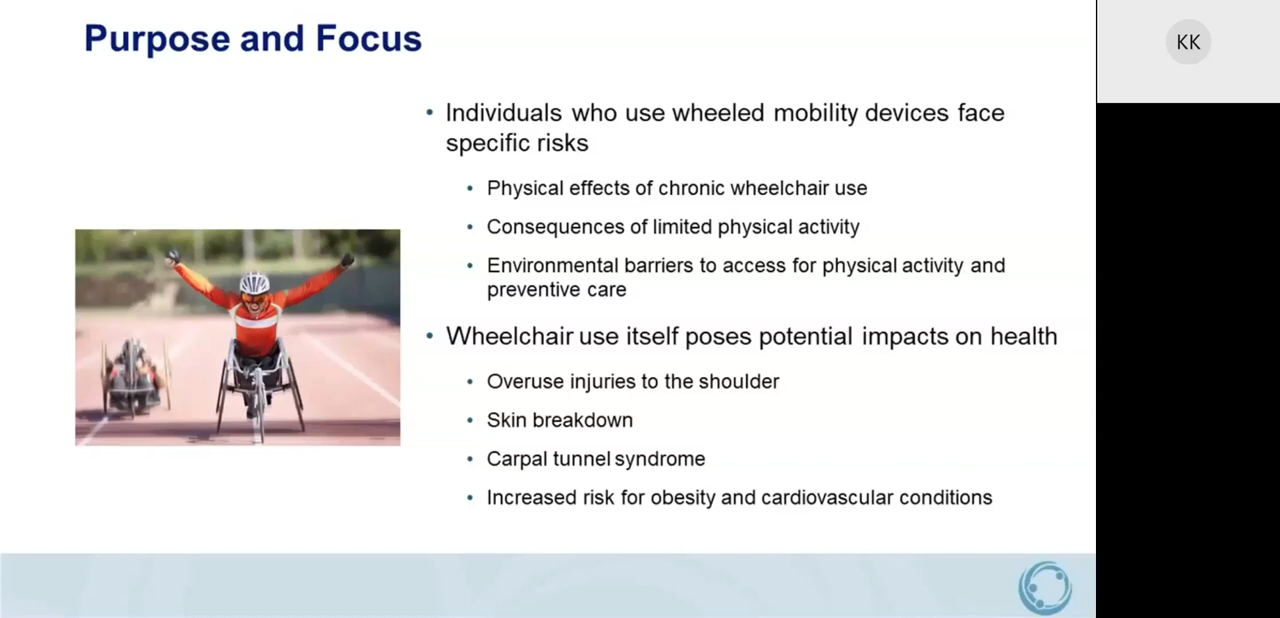 Purpose and Focus
KK
• Individuals who use wheeled mobility devices face
specific risks
• Physical effects of chronic wheelchair use
• Consequences of limited physical activity
• Environmental barriers to access for physical activity and
preventive care
• Wheelchair use itself poses potential impacts on health
• Overuse injuries to the shoulder
• Skin breakdown
• Carpal tunnel syndrome
• Increased risk for obesity and cardiovascular conditions